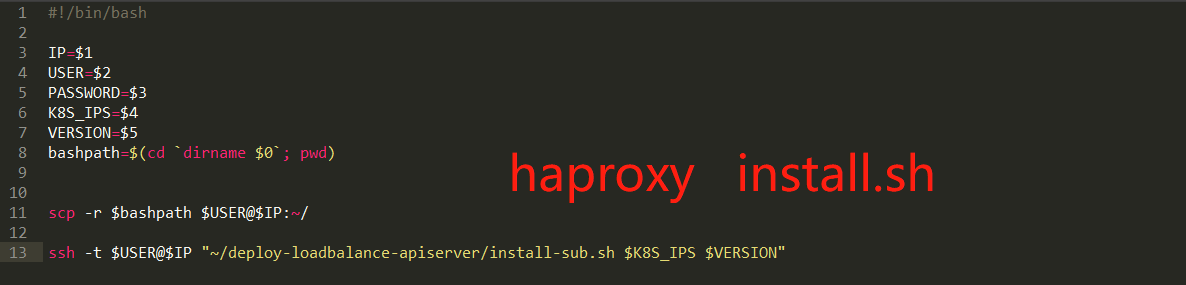 1 #!/bin/bash
2
3 IP=$1
4 USER=$2
5 PASSWORD=$3
6 K8S_IPS=$4
7 VERSION=$5
8 bashpath=$(cd `dirname $0`; pwd)
9
haproxy install.sh
10
11 scp -r $bashpath $USER@$IP:~/
12
13 ssh -t $USER@$IP "~/deploy-loadbalance-apiserver/install-sub.sh $K8S_IPS $VERSION"